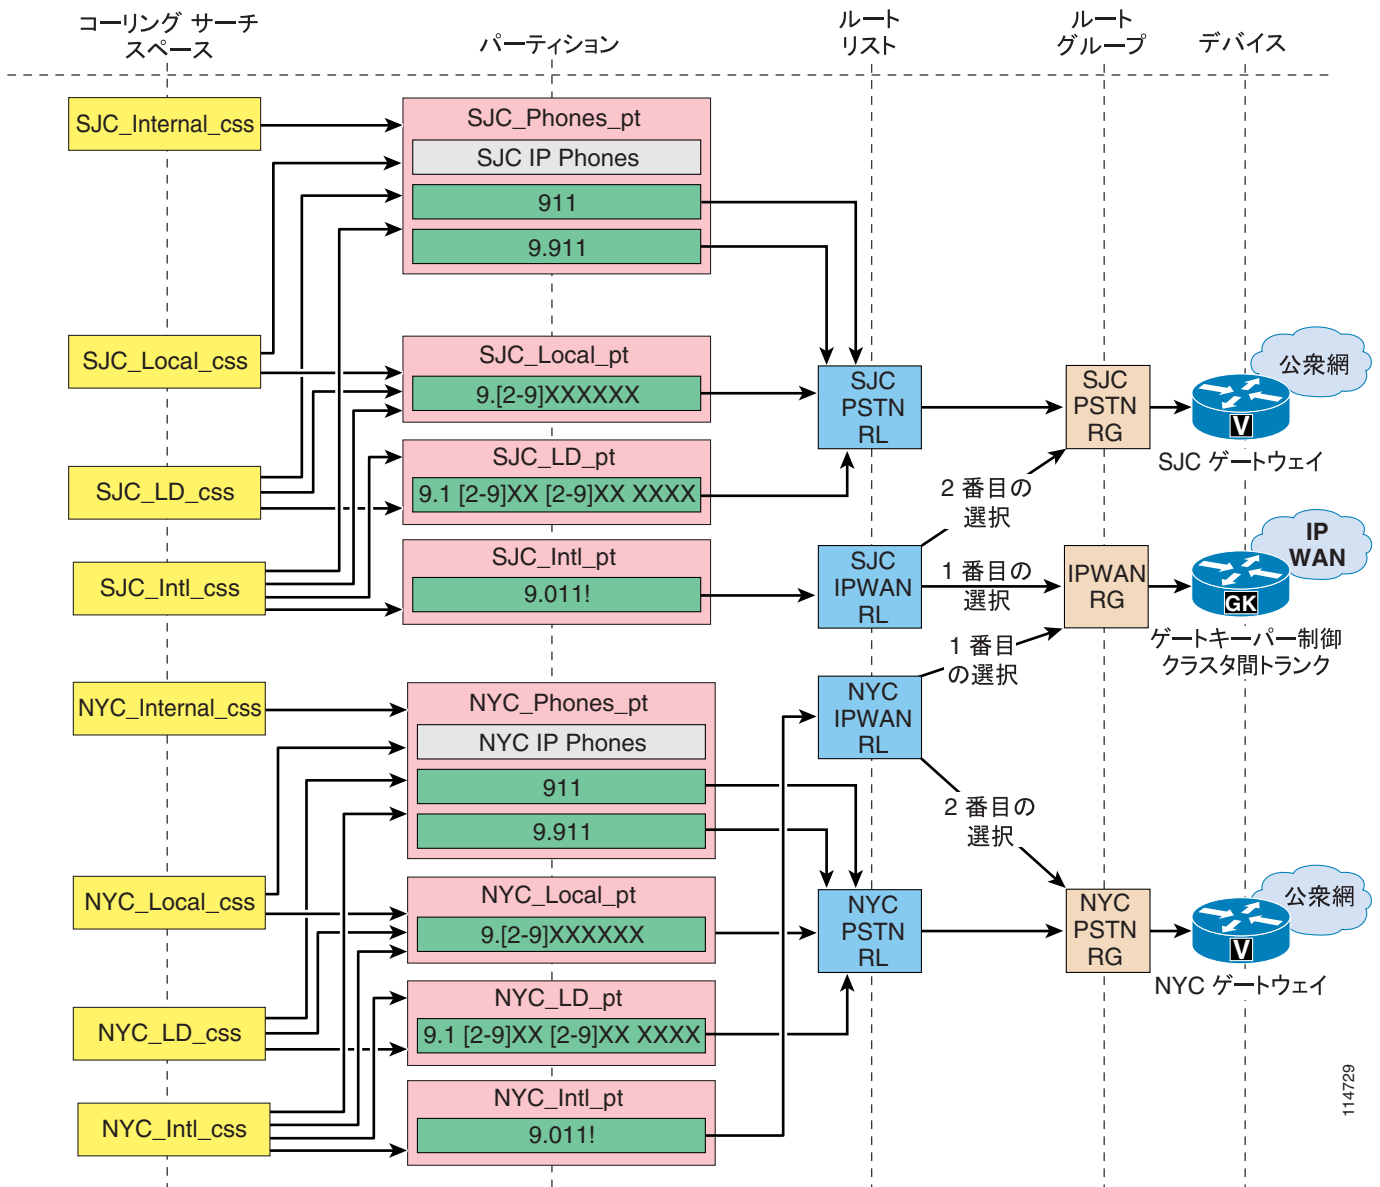 コーリング サーチ
スペース
パーティション
ルート
リスト
ルート
グループ
デバイス
SJC_Internal_css
SJC_Phones_pt
SJC IP Phones
911
9.911
SJC_Local_css
SJC_Local_pt
9.[2-9]XXXXXX
SJC
PSTN
RL
SJC
PSTN
RG
公衆網
V
SJC ゲートウェイ
SJC_LD_css
SJC_LD_pt
9.1 [2-9]XX [2-9]XX XXXX
2 番目の
選択
SJC_Intl_css
SJC_Intl_pt
9.011!
SJC
IPWAN
RL
1 番目の
選択
IPWAN
RG
IP
WAN
GK
ゲートキーパー制御
クラスタ間トランク
1 番目
の選択
NYC_Internal_css
NYC_Phones_pt
NYC IP Phones
911
9.911
NYC
IPWAN
RL
2 番目の
選択
NYC_Local_css
NYC_Local_pt
9.[2-9]XXXXXX
NYC
PSTN
RL
NYC
PSTN
RG
公衆網
V
NYC ゲートウェイ
NYC_LD_css
NYC_LD_pt
9.1 [2-9]XX [2-9]XX XXXX
NYC_Intl_css
NYC_Intl_pt
9.011!
114729